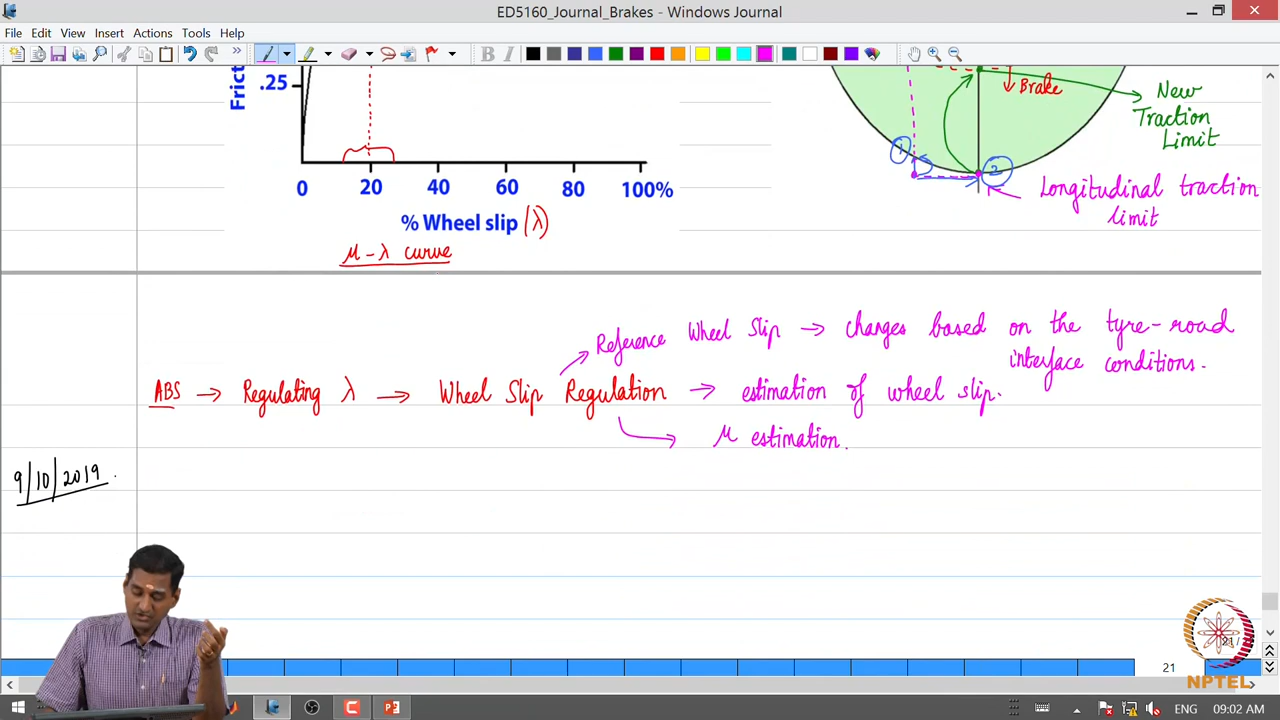 ED5160_Journal_Brakes - Windows Journal
File Edit View Insert Actions Tools Help
.25
Frict
0 20 40 60 80 100%
% Wheel slip (λ)
μ-λ curve
Brake
New
Traction
Limit
1
2
Longitudinal traction
limit
Reference Wheel Slip → changes based on the tyre-road
interface conditions.
ABS → Regulating λ → Wheel Slip Regulation → estimation of wheel slip.
μ estimation.
9/10/2019
21
NPTEL
ENG 09:02 AM